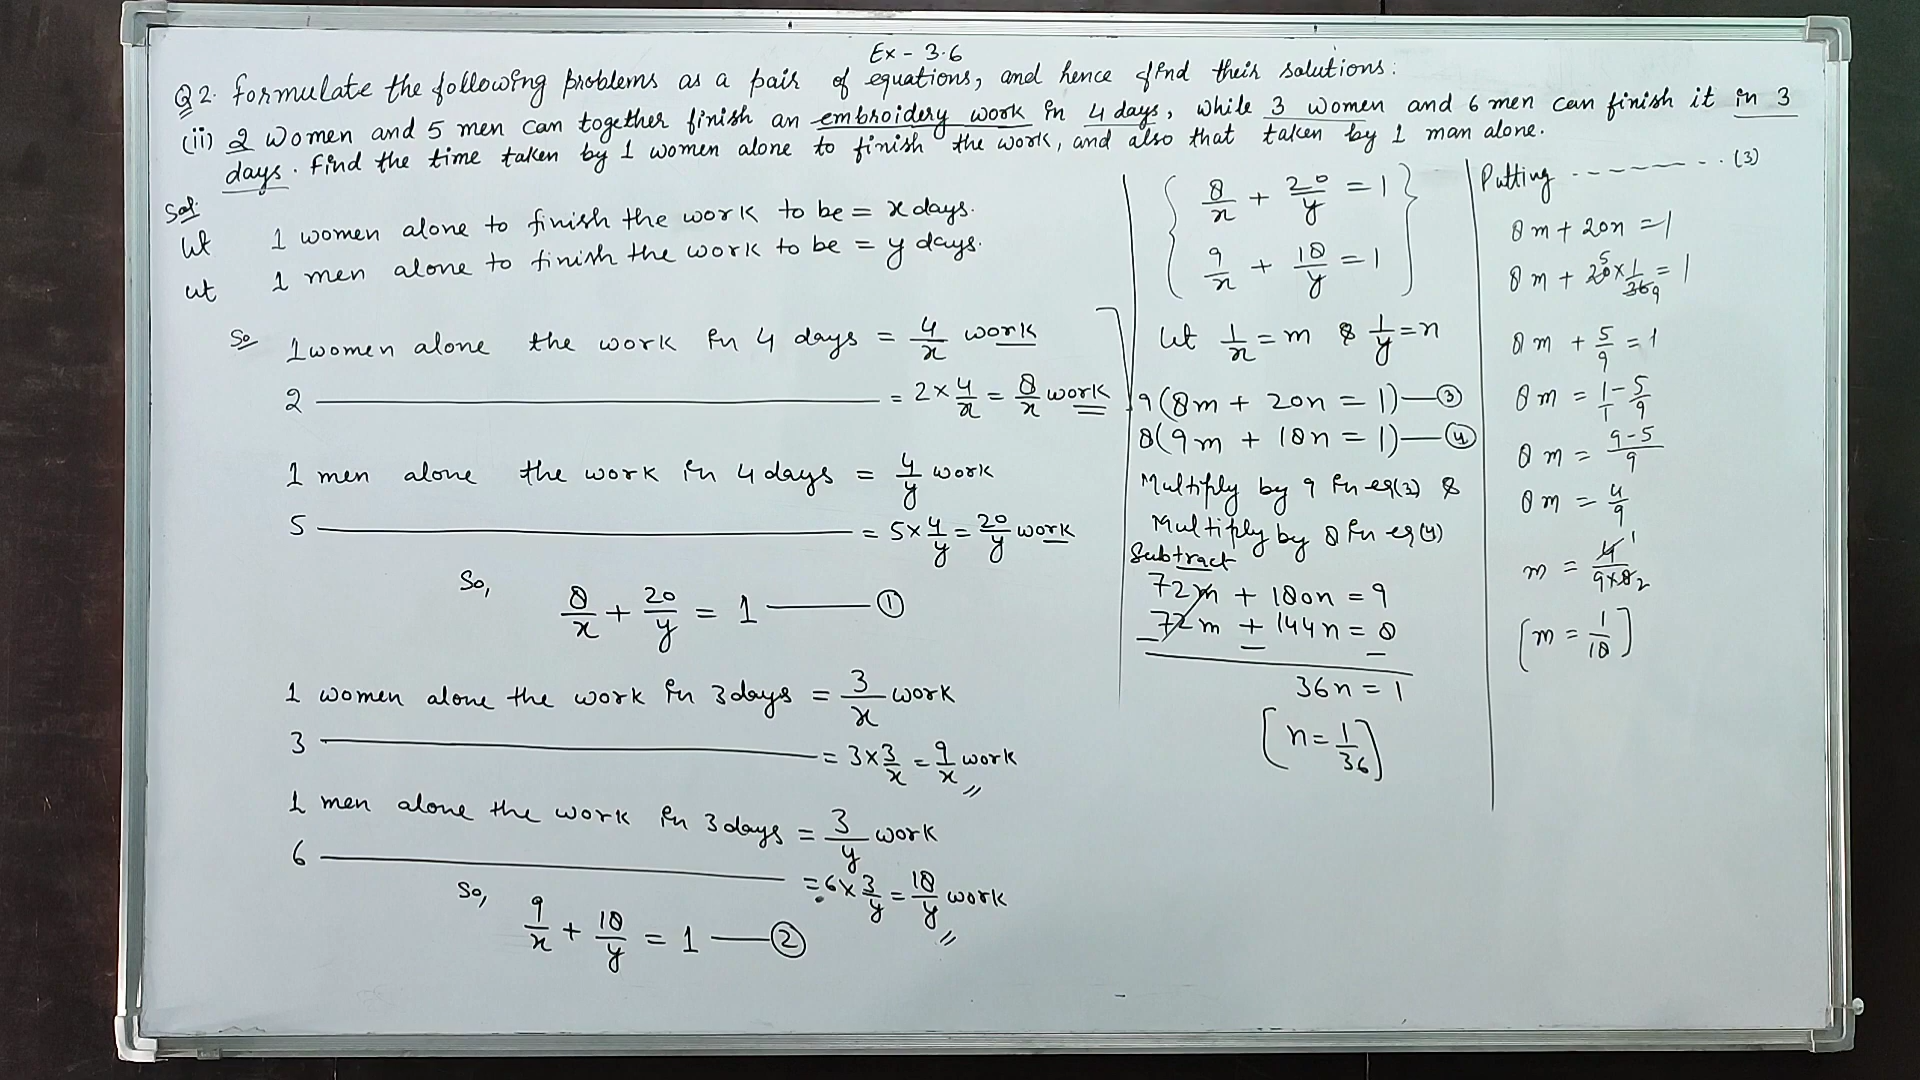 Ex - 3.6
Q2. Formulate the following problems as a pair of equations, and hence find their solutions:
(ii) 2 Women and 5 men can together finish an embroidery work in 4 days, while 3 women and 6 men can finish it in 3
days. Find the time taken by 1 women alone to finish the work, and also that taken by 1 man alone.
Sol.
let 1 women alone to finish the work to be = x days.
let 1 men alone to finish the work to be = y days.
So 1 women alone the work in 4 days = 4/x work
2 ———— = 2 × 4/x = 8/x work
1 men alone the work in 4 days = 4/y work
5 ———— = 5 × 4/y = 20/y work
So,
8/x + 20/y = 1 —— ①
1 women alone the work in 3 days = 3/x work
3 ———— = 3 × 3/x = 9/x work
1 men alone the work in 3 days = 3/y work
6 ———— = 6 × 3/y = 18/y work
So,
9/x + 18/y = 1 —— ②
{ 8/x + 20/y = 1
9/x + 18/y = 1 }
let 1/x = m & 1/y = n
9(8m + 20n = 1) — ③
8(9m + 18n = 1) — ④
Multiply by 9 in eq(3) &
Multiply by 8 in eq(4)
Subtract
72m + 180n = 9
72m + 144n = 8
− − −
36n = 1
[n = 1/36]
Putting - - - - - - - .. (3)
8m + 20n = 1
8m + 20 5 × 1/36 9 = 1
8m + 5/9 = 1
8m = 1/1 - 5/9
8m = 9-5/9
8m = 4/9
m = 4 1/9×8 2
[m = 1/18]